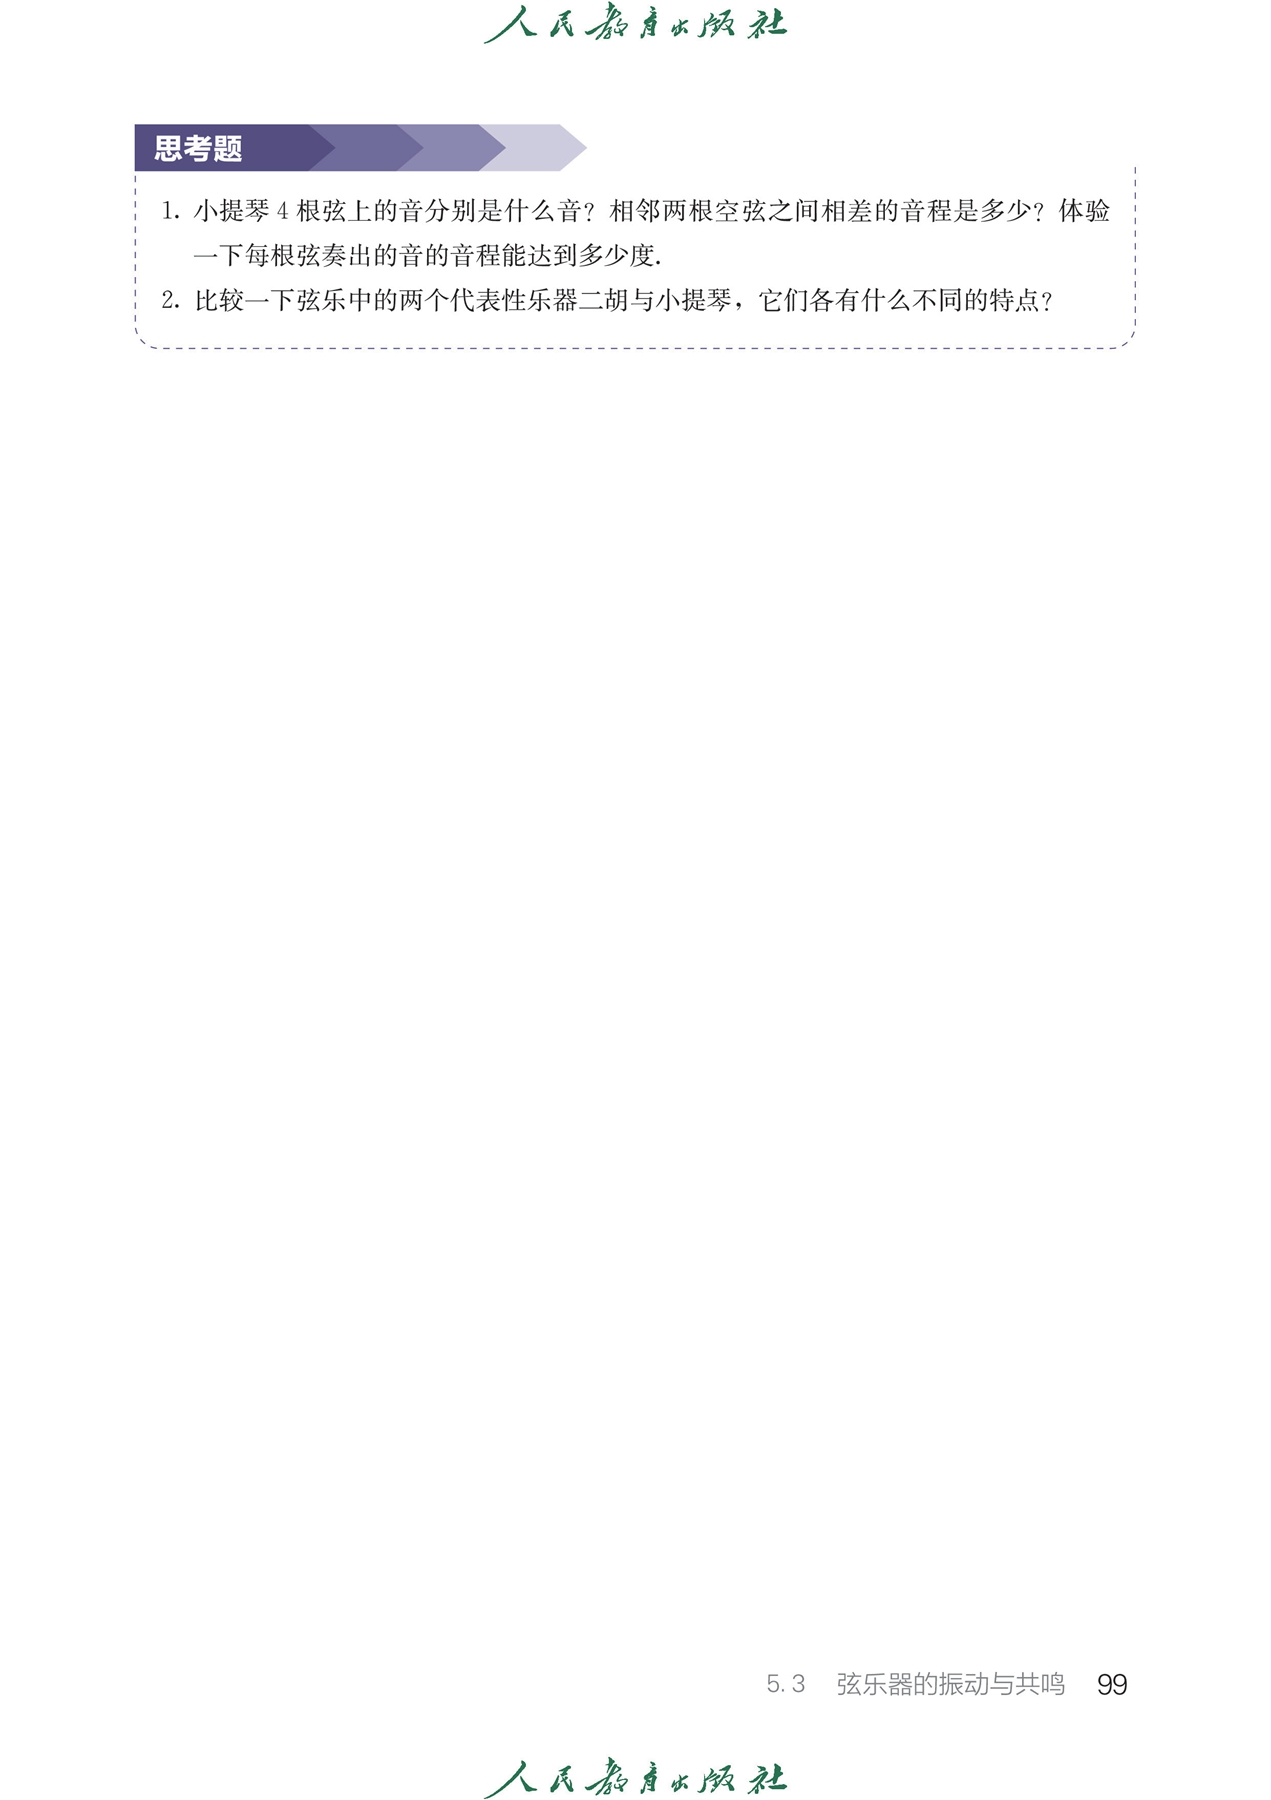 人民教育出版社
思考题
1. 小提琴 4 根弦上的音分别是什么音？相邻两根空弦之间相差的音程是多少？体验
一下每根弦奏出的音的音程能达到多少度.
2. 比较一下弦乐中的两个代表性乐器二胡与小提琴，它们各有什么不同的特点？
5.3 弦乐器的振动与共鸣 99
人民教育出版社